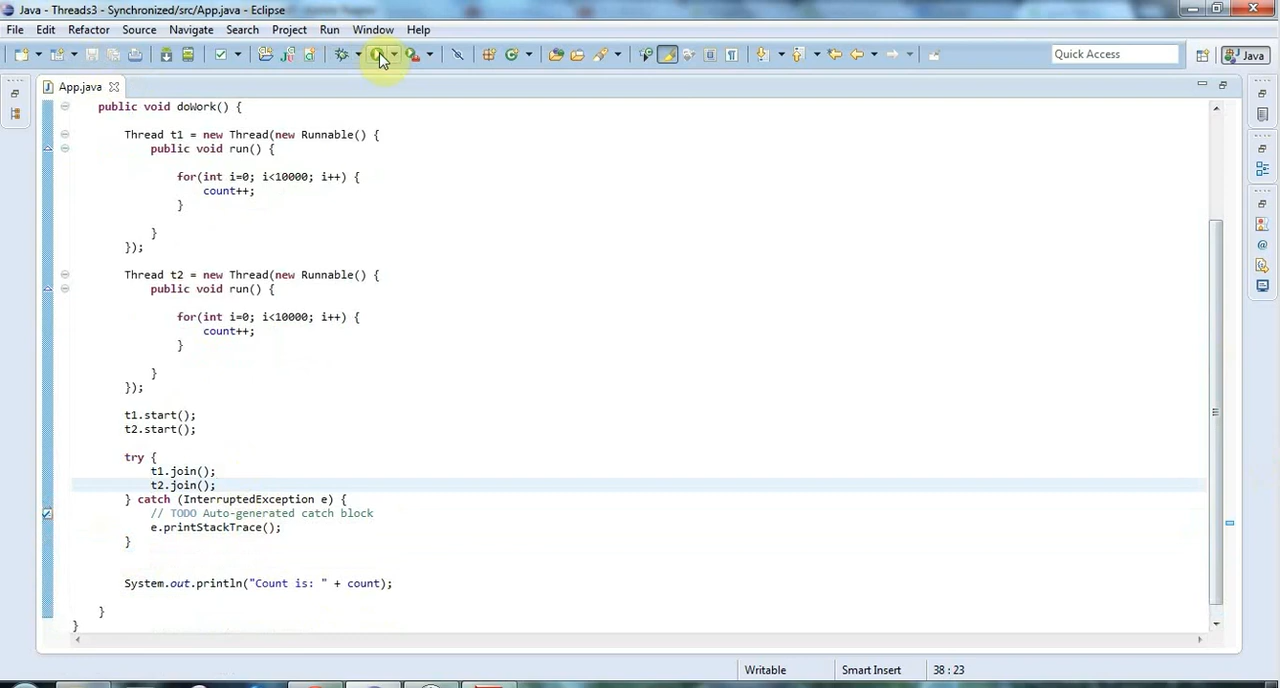 Java - Threads3 - Synchronized/src/App.java - Eclipse
File Edit Refactor Source Navigate Search Project Run Window Help
Quick Access
Java
App.java
public void doWork() {
Thread t1 = new Thread(new Runnable() {
public void run() {
for(int i=0; i<10000; i++) {
count++;
}
}
});
Thread t2 = new Thread(new Runnable() {
public void run() {
for(int i=0; i<10000; i++) {
count++;
}
}
});
t1.start();
t2.start();
try {
t1.join();
t2.join();
} catch (InterruptedException e) {
// TODO Auto-generated catch block
e.printStackTrace();
}
System.out.println("Count is: " + count);
}
}
Writable Smart Insert 38 : 23